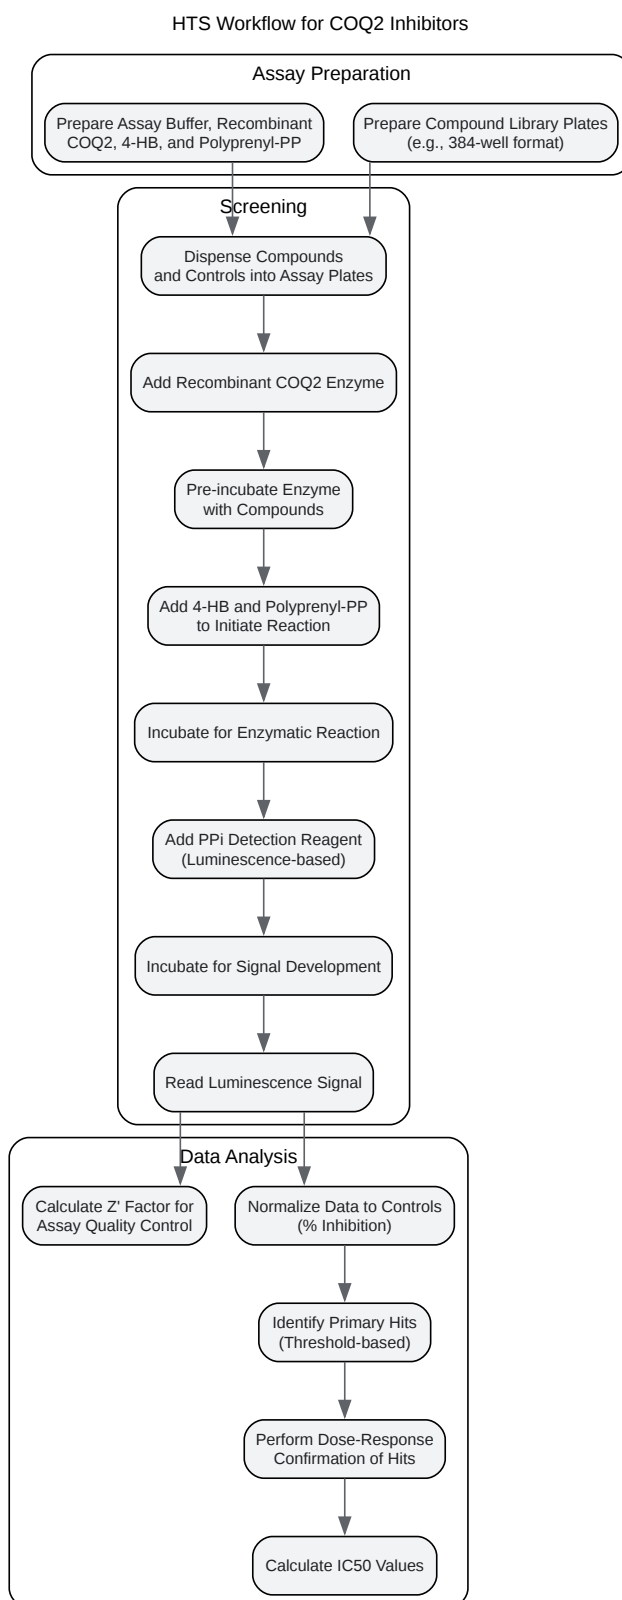 HTS Workflow for COQ2 Inhibitors
Assay Preparation
Prepare Assay Buffer, Recombinant
COQ2, 4-HB, and Polyprenyl-PP
Prepare Compound Library Plates
(e.g., 384-well format)
Screening
Dispense Compounds
and Controls into Assay Plates
Add Recombinant COQ2 Enzyme
Pre-incubate Enzyme
with Compounds
Add 4-HB and Polyprenyl-PP
to Initiate Reaction
Incubate for Enzymatic Reaction
Add PPi Detection Reagent
(Luminescence-based)
Incubate for Signal Development
Read Luminescence Signal
Data Analysis
Calculate Z' Factor for
Assay Quality Control
Normalize Data to Controls
(% Inhibition)
Identify Primary Hits
(Threshold-based)
Perform Dose-Response
Confirmation of Hits
Calculate IC50 Values